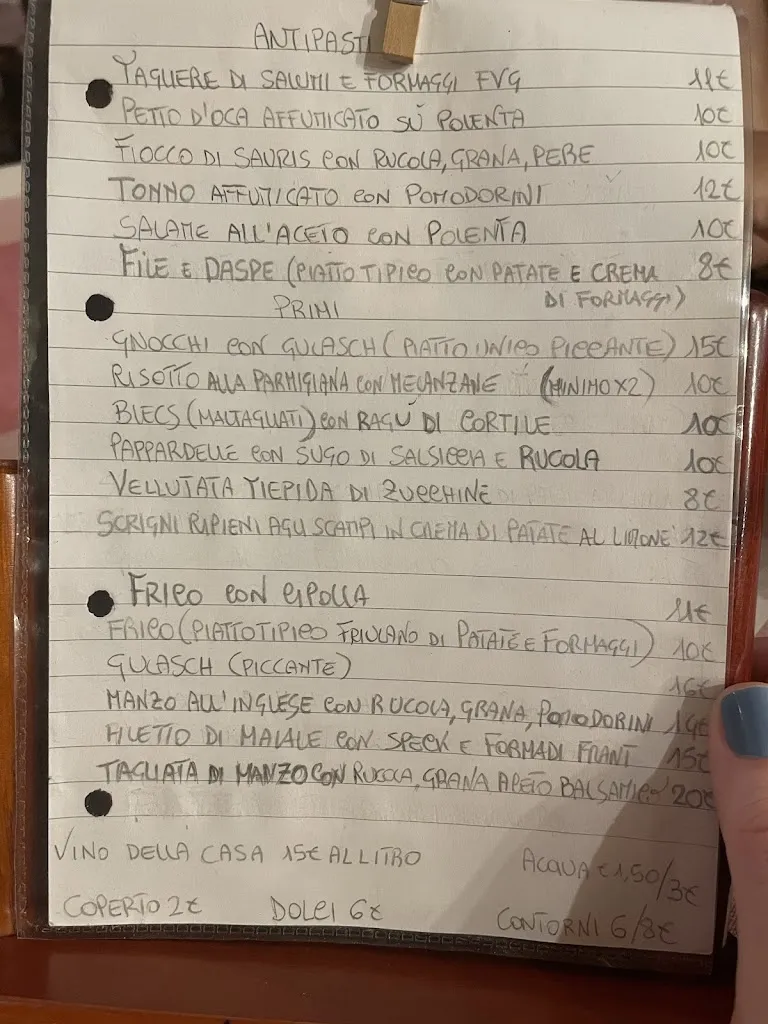 ANTIPASTI
TAGLIERE DI SALUMI E FORMAGGI FVG 11€
PETTO D'OCA AFFUMICATO SU POLENTA 10€
FIOCCO DI SAURIS CON RUCOLA, GRANA, PEBE 10€
TONNO AFFUMICATO CON POMODORINI 12€
SALAME ALL'ACETO CON POLENTA 10€
FILE E DASPE (PIATTO TIPICO CON PATATE E CREMA 8€
DI FORMAGGI)
PRIMI
GNOCCHI CON GULASCH (PIATTO UNICO PICCANTE) 15€
RISOTTO ALLA PARMIGIANA CON MELANZANE (MINIMO X2) 10€
BLECS (MALTAGLIATI) CON RAGÙ DI CORTILE 10€
PAPPARDELLE CON SUGO DI SALSICCIA E RUCOLA 10€
VELLUTATA TIEPIDA DI ZUCCHINE 8€
SCRIGNI RIPIENI AGLI SCAMPI IN CREMA DI PATATE AL LIMONE 12€
FRICO CON CIPOLLA 11€
FRICO (PIATTO TIPICO FRIULANO DI PATATE E FORMAGGI) 10€
GULASCH (PICCANTE) 16€
MANZO ALL'INGLESE CON RUCOLA, GRANA, POMODORINI 14€
FILETTO DI MAIALE CON SPECK E FORMADI FRANT 15€
TAGLIATA DI MANZO CON RUCOLA, GRANA ACETO BALSAMICO 20€
VINO DELLA CASA 15€ AL LITRO
ACQUA €1,50/3€
COPERTO 2€ DOLCI 6€
CONTORNI 6/8€